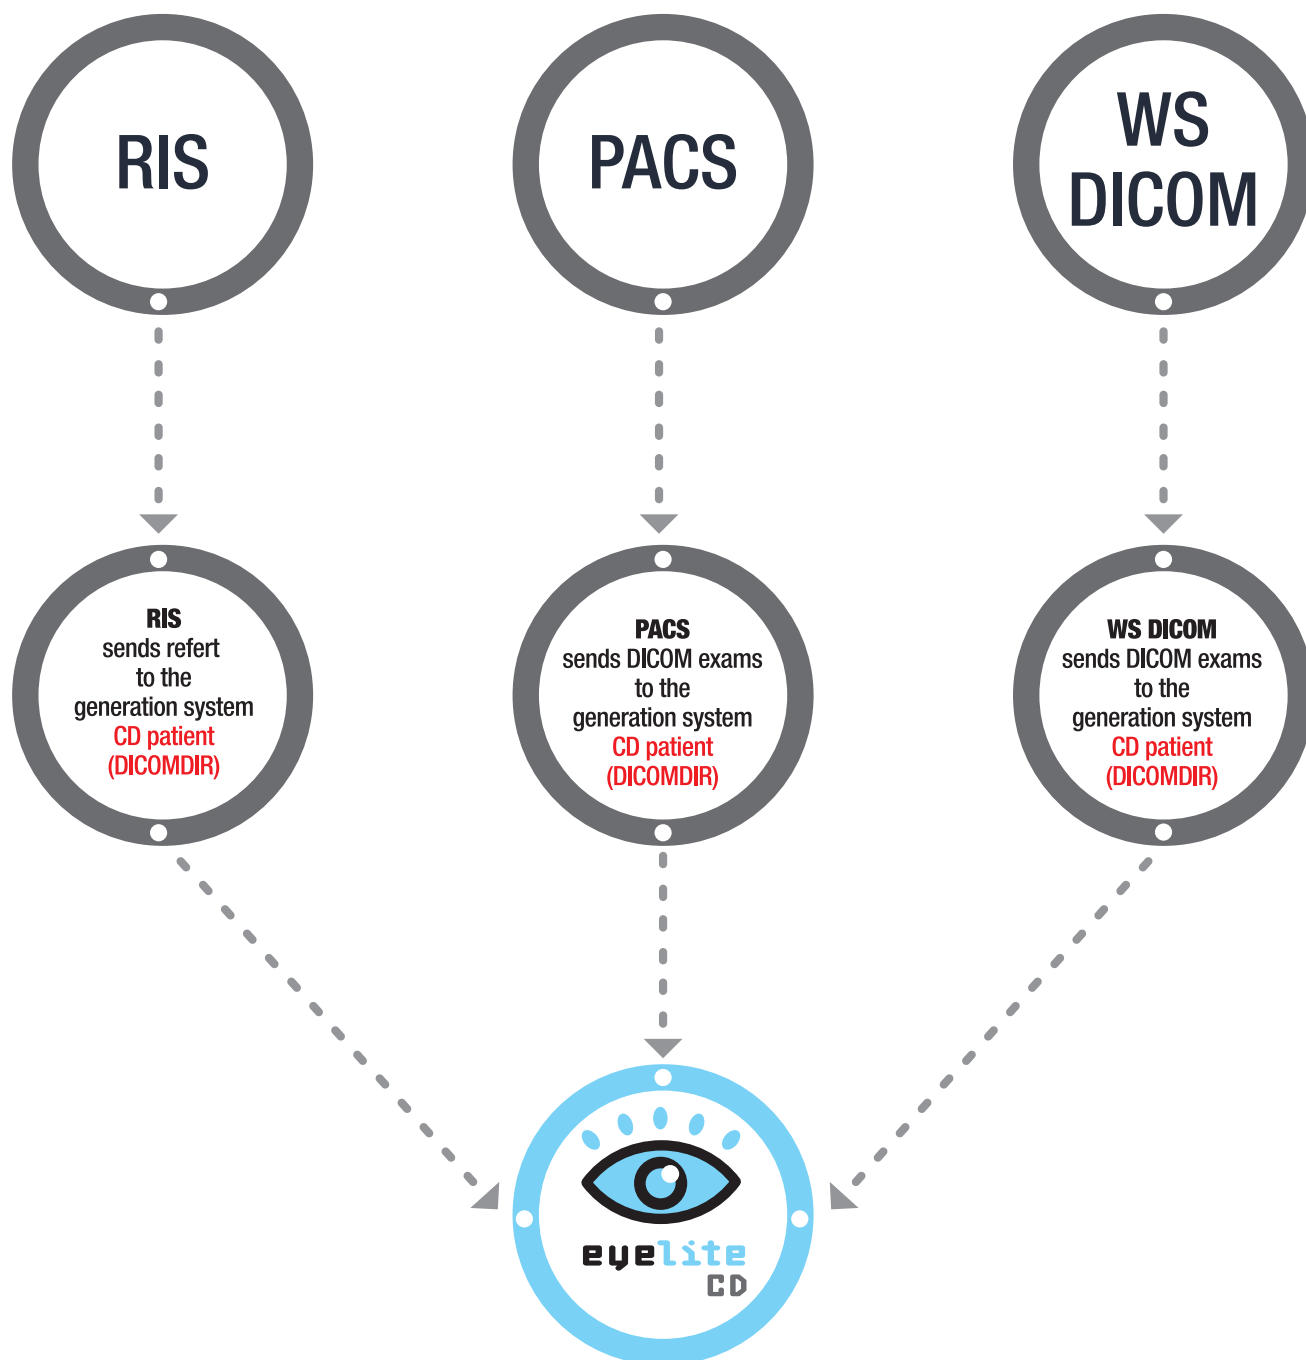 RIS
PACS
WS
DICOM
RIS
sends refert
to the
generation system
CD patient
(DICOMDIR)
PACS
sends DICOM exams
to the
generation system
CD patient
(DICOMDIR)
WS DICOM
sends DICOM exams
to the
generation system
CD patient
(DICOMDIR)
eyelite
CD